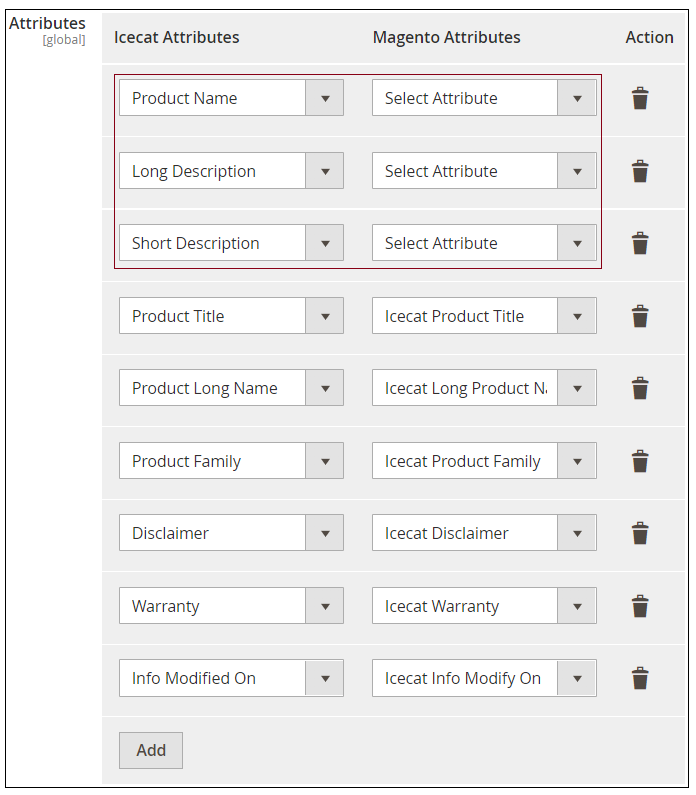 Attributes
[global]
Icecat Attributes Magento Attributes Action
Product Name Select Attribute
Long Description Select Attribute
Short Description Select Attribute
Product Title Icecat Product Title
Product Long Name Icecat Long Product Na
Product Family Icecat Product Family
Disclaimer Icecat Disclaimer
Warranty Icecat Warranty
Info Modified On Icecat Info Modify On
Add